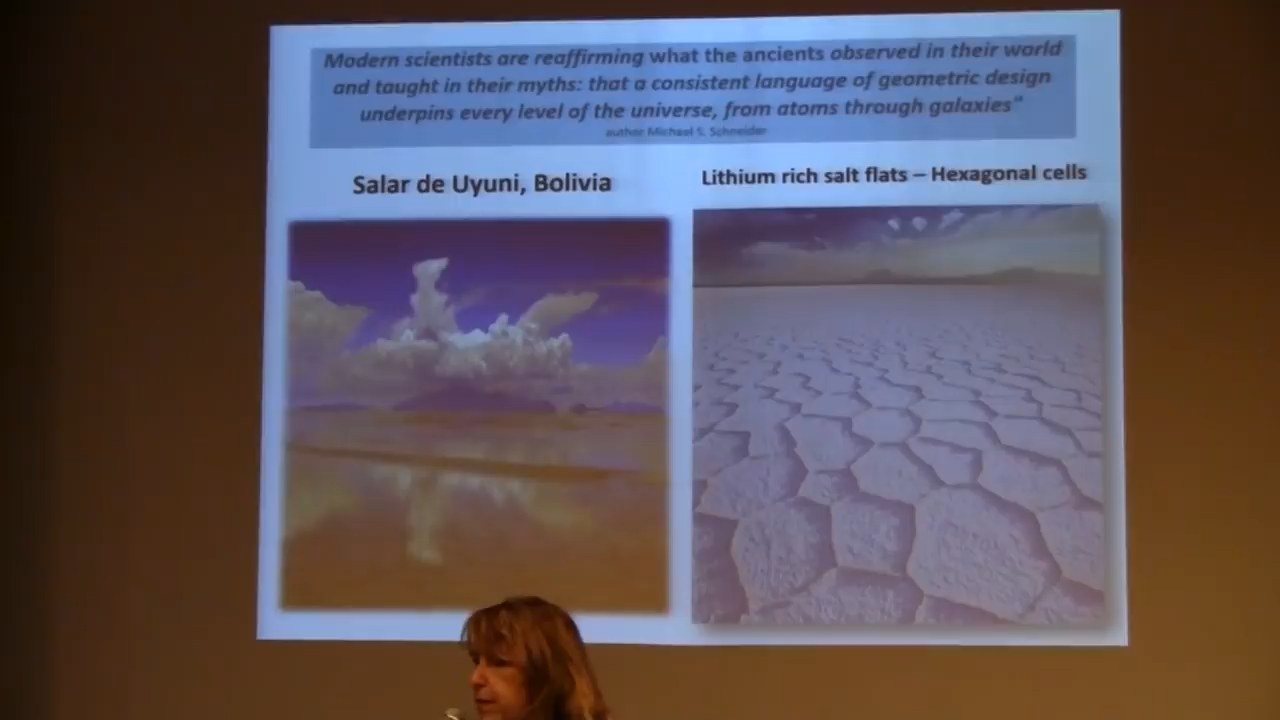 Modern scientists are reaffirming what the ancients observed in their world
and taught in their myths: that a consistent language of geometric design
underpins every level of the universe, from atoms through galaxies"
author Michael S. Schneider
Salar de Uyuni, Bolivia
Lithium rich salt flats – Hexagonal cells